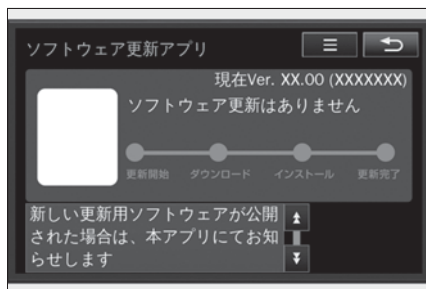 ソフトウェア更新アプリ
現在Ver. XX.00 (XXXXXXX)
ソフトウェア更新はありません
更新開始 ダウンロード インストール 更新完了
新しい更新用ソフトウェアが公開
された場合は、本アプリにてお知
らせします